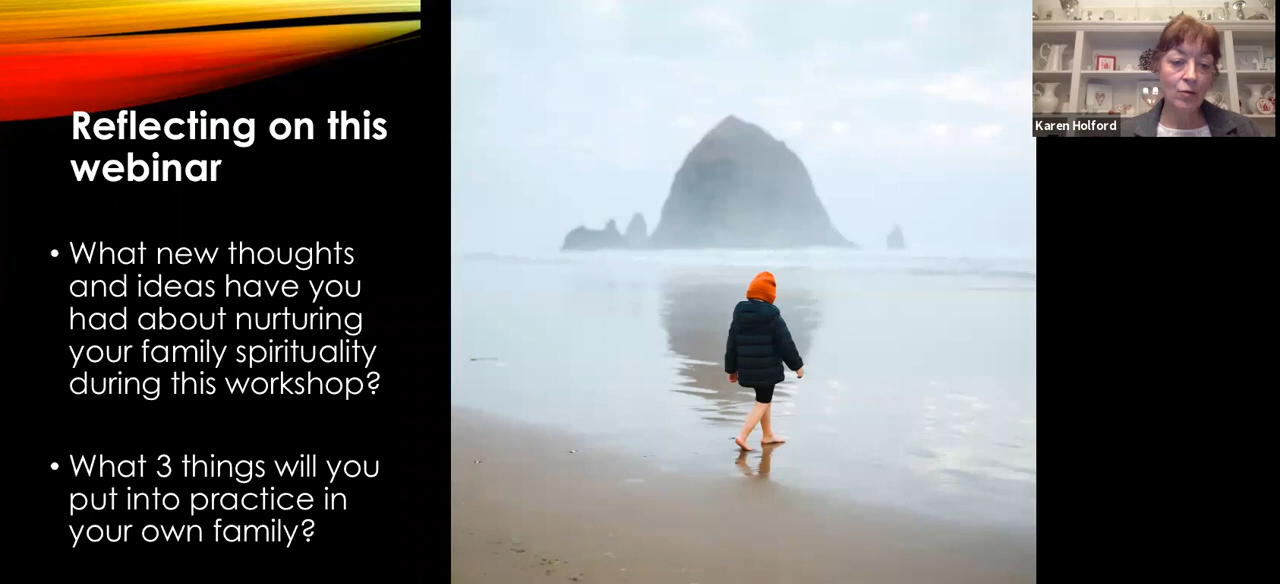 Reflecting on this
webinar
• What new thoughts
and ideas have you
had about nurturing
your family spirituality
during this workshop?
• What 3 things will you
put into practice in
your own family?
Karen Holford